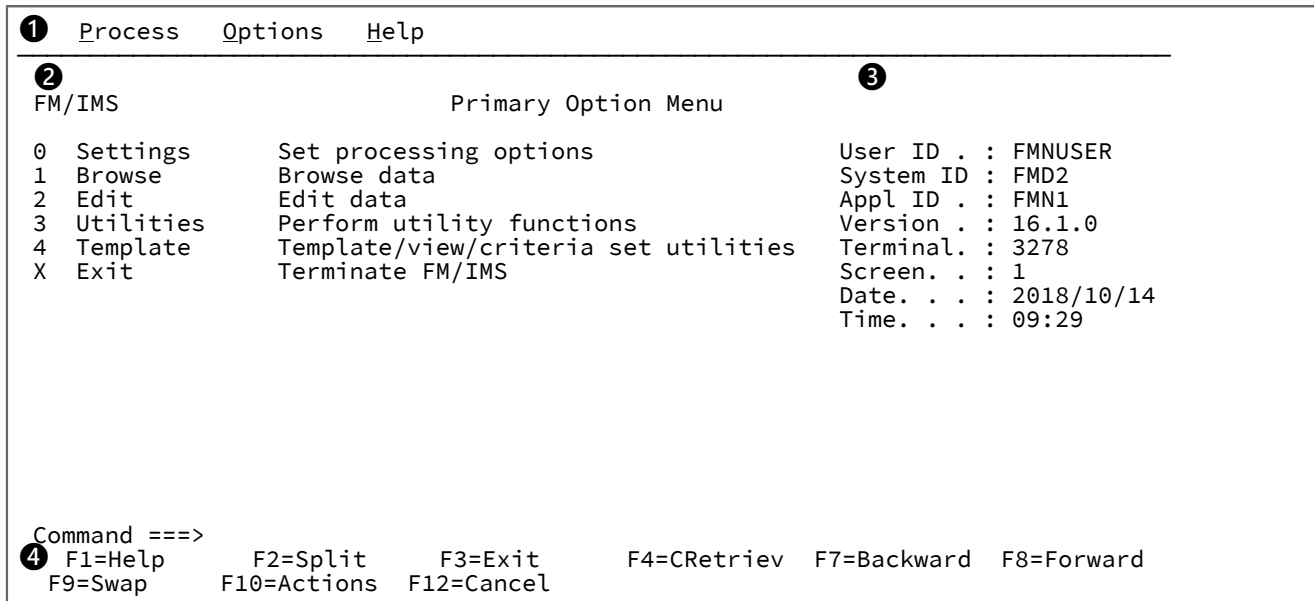 ❶ Process Options Help
❷ ❸
FM/IMS Primary Option Menu
0 Settings Set processing options User ID . : FMNUSER
1 Browse Browse data System ID : FMD2
2 Edit Edit data Appl ID . : FMN1
3 Utilities Perform utility functions Version . : 16.1.0
4 Template Template/view/criteria set utilities Terminal. : 3278
X Exit Terminate FM/IMS Screen. . : 1
Date. . . : 2018/10/14
Time. . . : 09:29
Command ===>
❹ F1=Help F2=Split F3=Exit F4=CRetriev F7=Backward F8=Forward
F9=Swap F10=Actions F12=Cancel